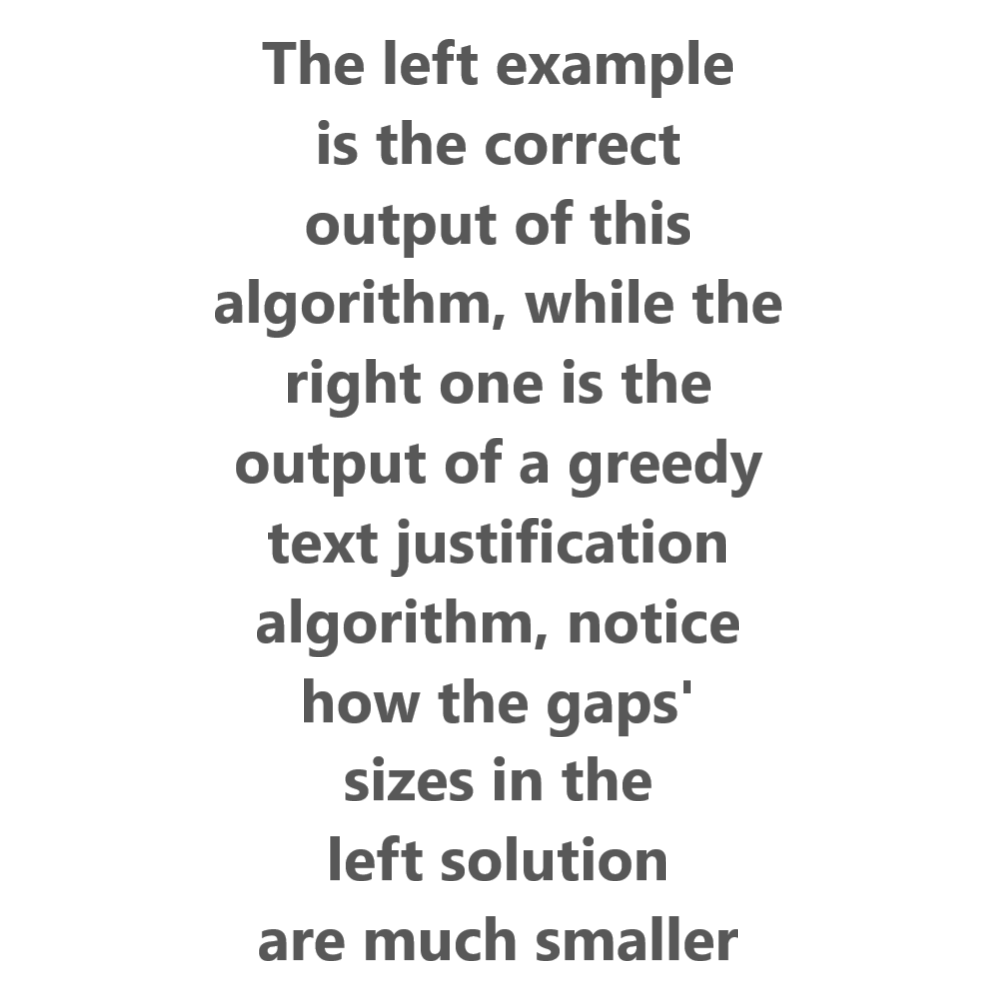 The left example
is the correct
output of this
algorithm, while the
right one is the
output of a greedy
text justification
algorithm, notice
how the gaps'
sizes in the
left solution
are much smaller